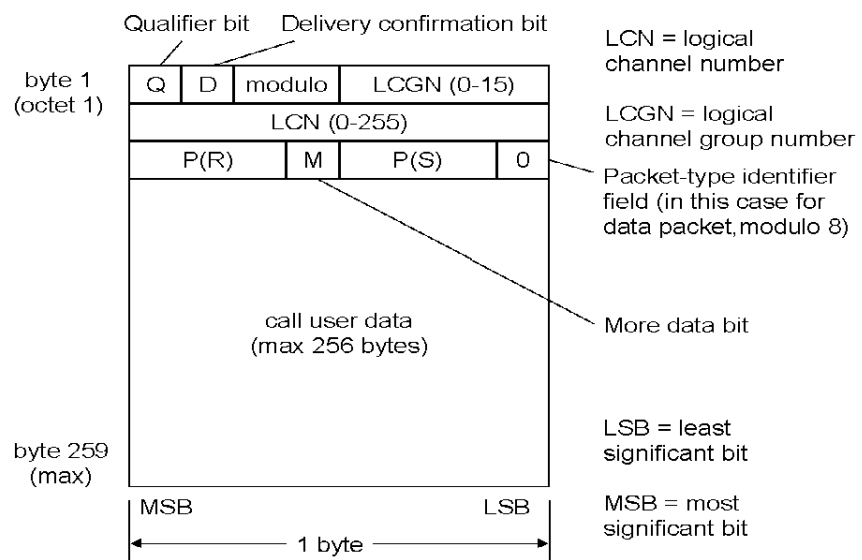 Qualifier bit
Delivery confirmation bit
LCN = logical
channel number
byte 1
(octet 1)
Q D modulo LCGN (0-15)
LCN (0-255)
LCGN = logical
channel group number
P(R) M P(S) 0
Packet-type identifier
field (in this case for
data packet,modulo 8)
call user data
(max 256 bytes)
More data bit
byte 259
(max)
LSB = least
significant bit
MSB LSB
MSB = most
significant bit
1 byte